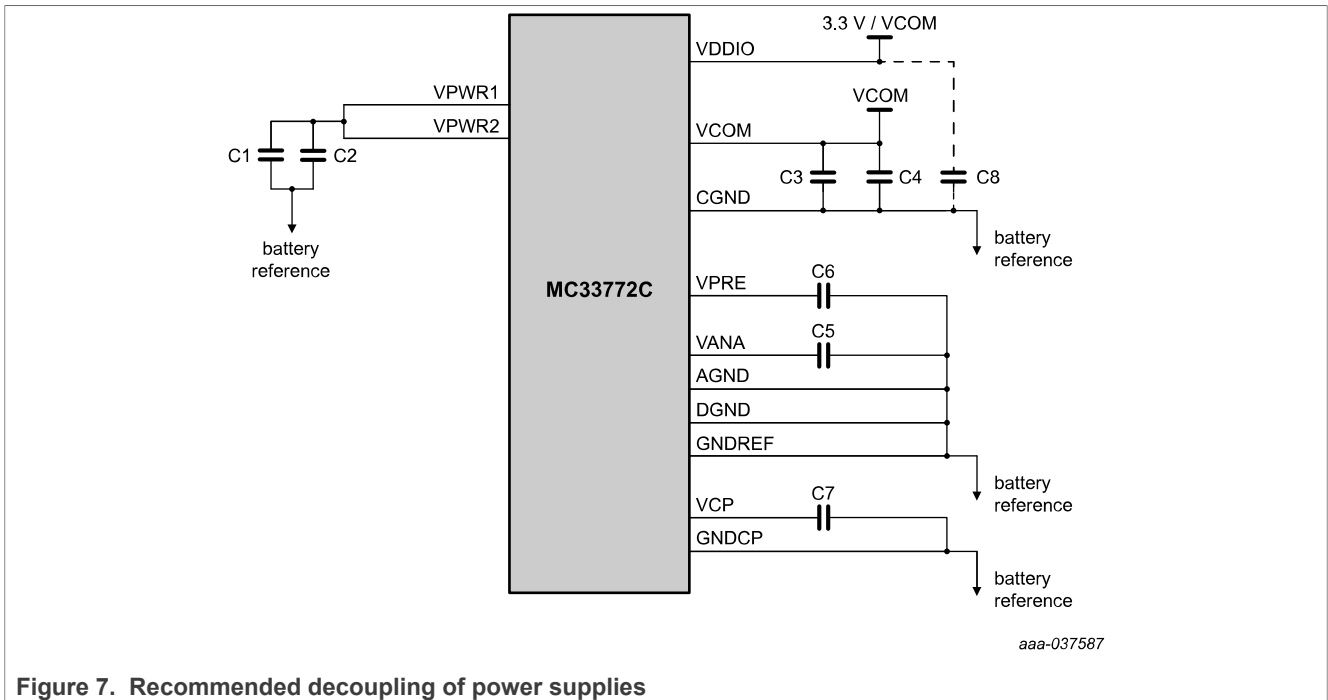 3.3 V / VCOM
VDDIO
VPWR1
VCOM
VPWR2
VCOM
C1
C2
C3
C4
C8
CGND
battery
reference
battery
reference
C6
VPRE
MC33772C
C5
VANA
AGND
DGND
GNDREF
battery
reference
C7
VCP
GNDCP
battery
reference
aaa-037587
Figure 7. Recommended decoupling of power supplies